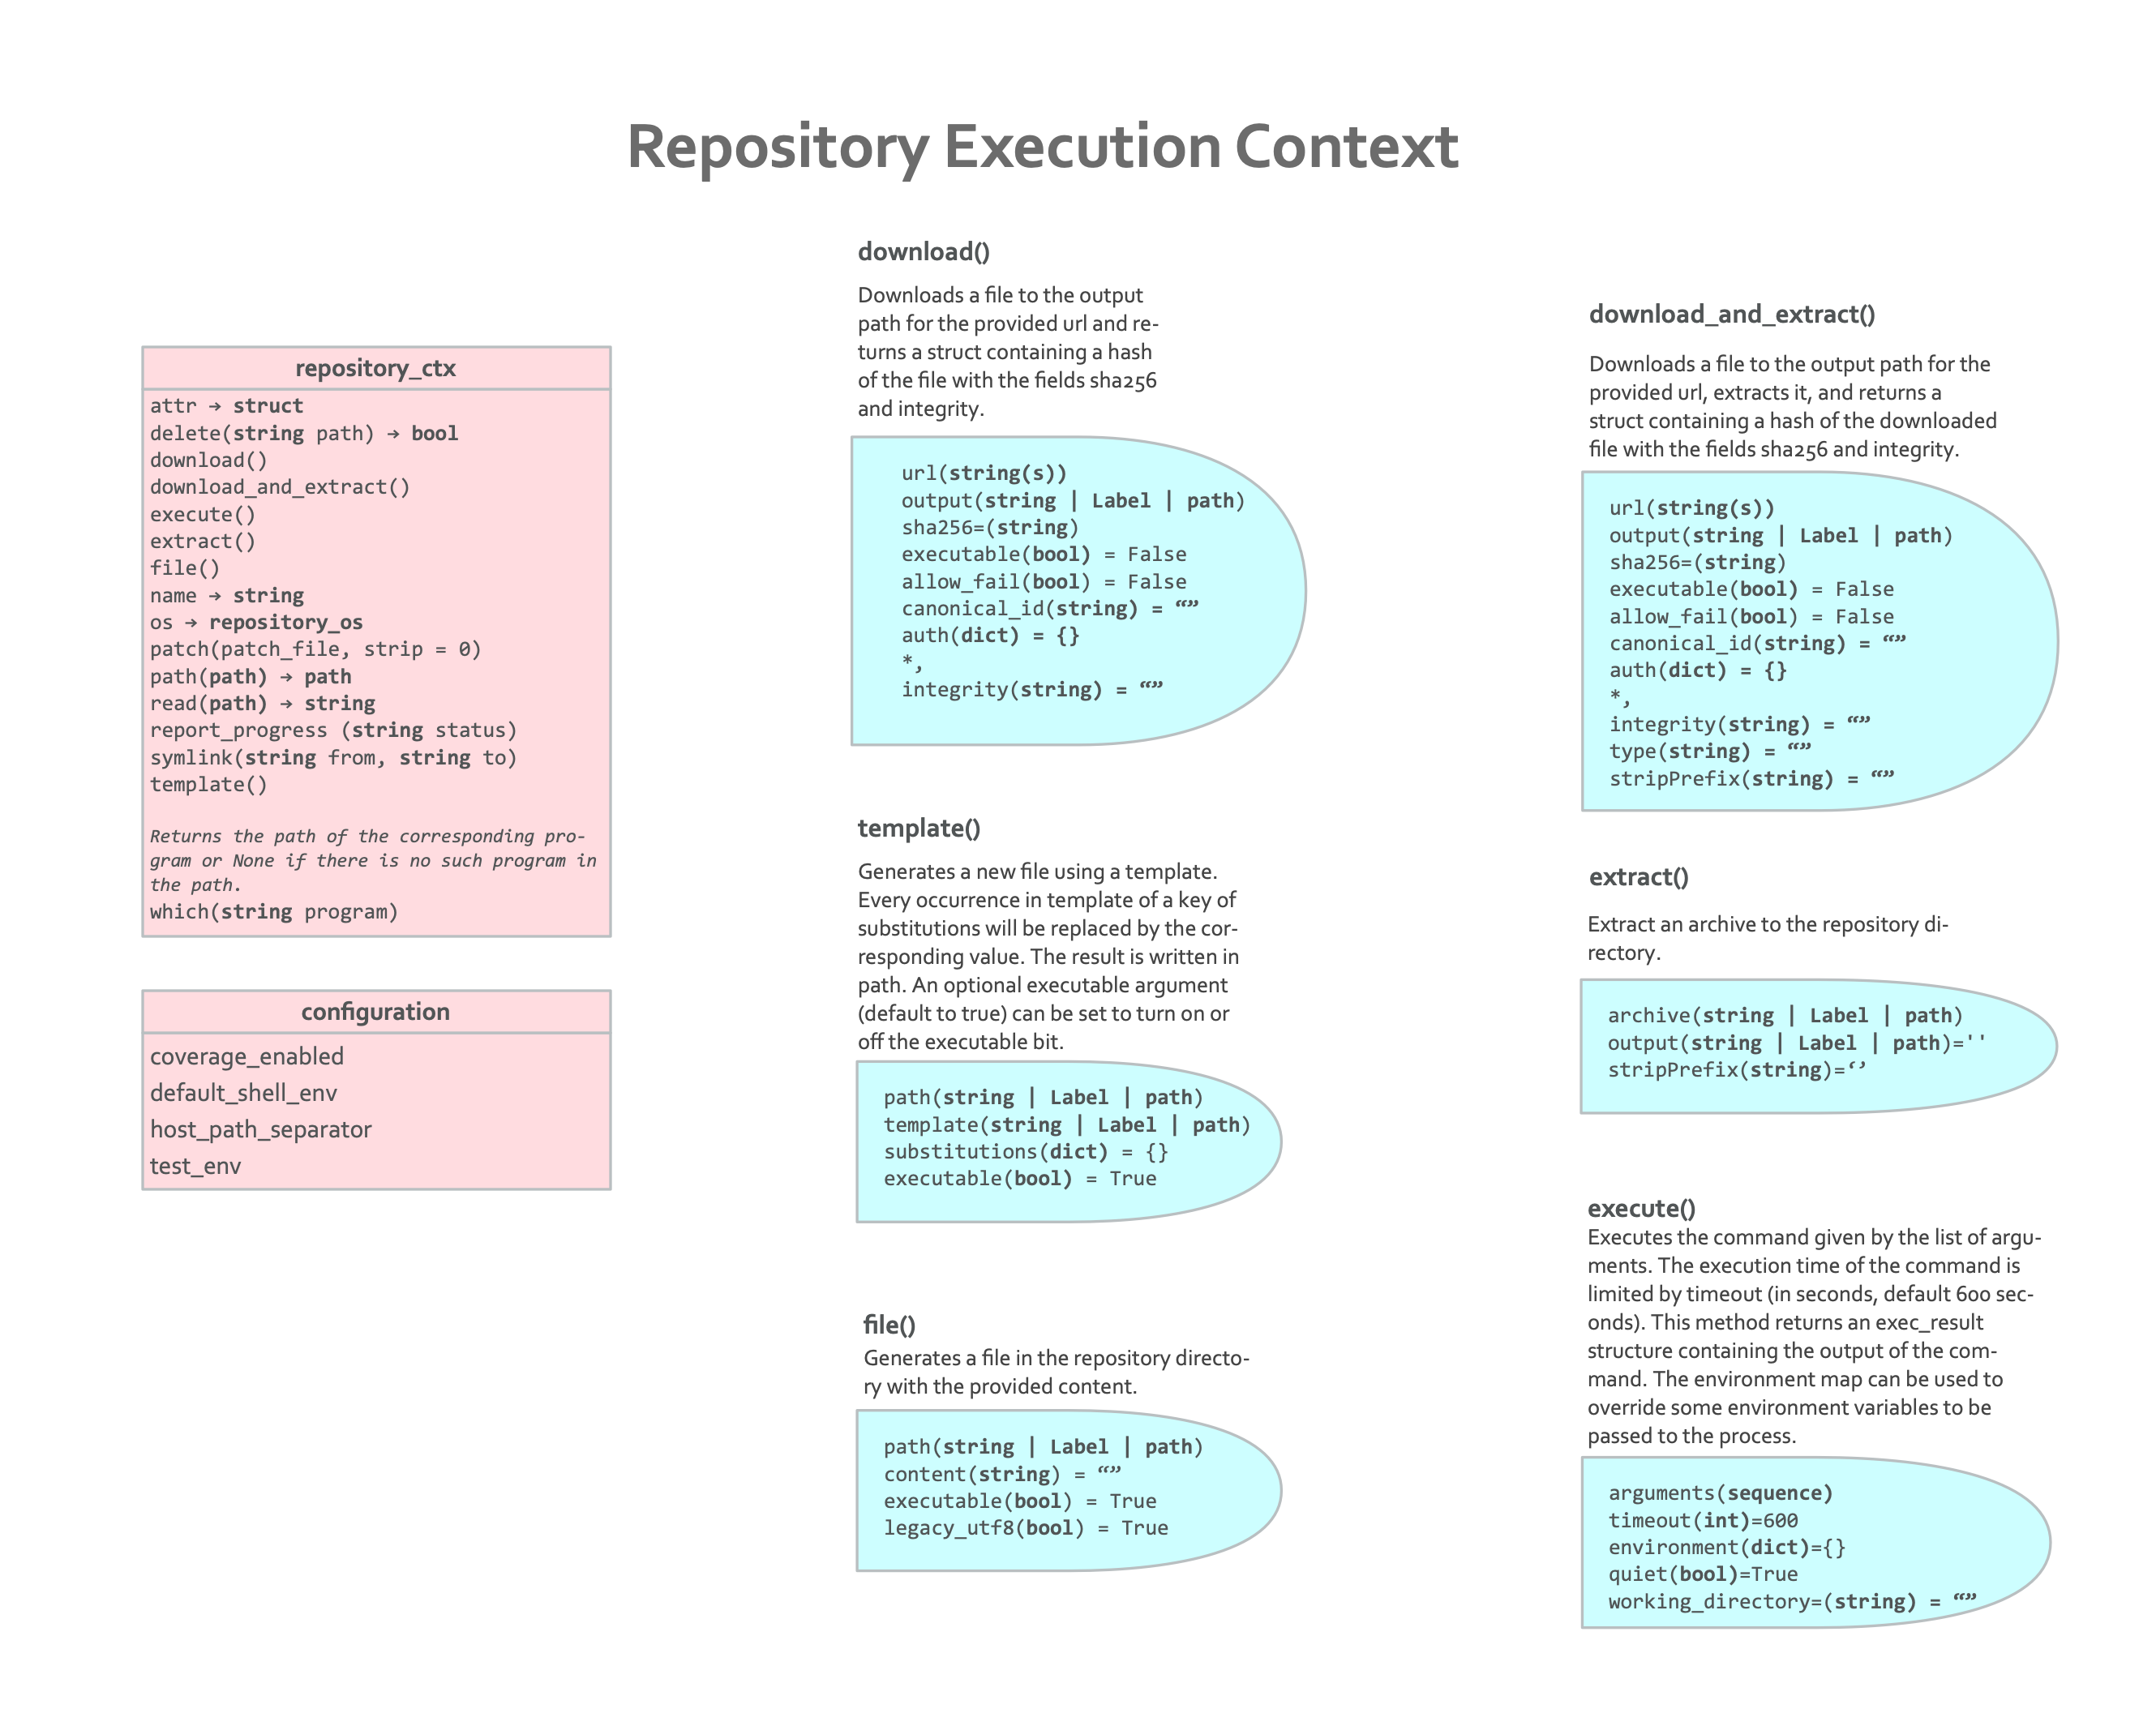 Repository Execution Context
repository_ctx
attr → struct
delete(string path) → bool
download()
download_and_extract()
execute()
extract()
file()
name → string
os → repository_os
patch(patch_file, strip = 0)
path(path) → path
read(path) → string
report_progress (string status)
symlink(string from, string to)
template()
Returns the path of the corresponding pro-
gram or None if there is no such program in
the path.
which(string program)
configuration
coverage_enabled
default_shell_env
host_path_separator
test_env
download()
Downloads a file to the output
path for the provided url and re-
turns a struct containing a hash
of the file with the fields sha256
and integrity.
url(string(s))
output(string | Label | path)
sha256=(string)
executable(bool) = False
allow_fail(bool) = False
canonical_id(string) = “”
auth(dict) = {}
*,
integrity(string) = “”
template()
Generates a new file using a template.
Every occurrence in template of a key of
substitutions will be replaced by the cor-
responding value. The result is written in
path. An optional executable argument
(default to true) can be set to turn on or
off the executable bit.
path(string | Label | path)
template(string | Label | path)
substitutions(dict) = {}
executable(bool) = True
file()
Generates a file in the repository directo-
ry with the provided content.
path(string | Label | path)
content(string) = “”
executable(bool) = True
legacy_utf8(bool) = True
download_and_extract()
Downloads a file to the output path for the
provided url, extracts it, and returns a
struct containing a hash of the downloaded
file with the fields sha256 and integrity.
url(string(s))
output(string | Label | path)
sha256=(string)
executable(bool) = False
allow_fail(bool) = False
canonical_id(string) = “”
auth(dict) = {}
*,
integrity(string) = “”
type(string) = “”
stripPrefix(string) = “”
extract()
Extract an archive to the repository di-
rectory.
archive(string | Label | path)
output(string | Label | path)=''
stripPrefix(string)=‘’
execute()
Executes the command given by the list of argu-
ments. The execution time of the command is
limited by timeout (in seconds, default 600 sec-
onds). This method returns an exec_result
structure containing the output of the com-
mand. The environment map can be used to
override some environment variables to be
passed to the process.
arguments(sequence)
timeout(int)=600
environment(dict)={}
quiet(bool)=True
working_directory=(string) = “”